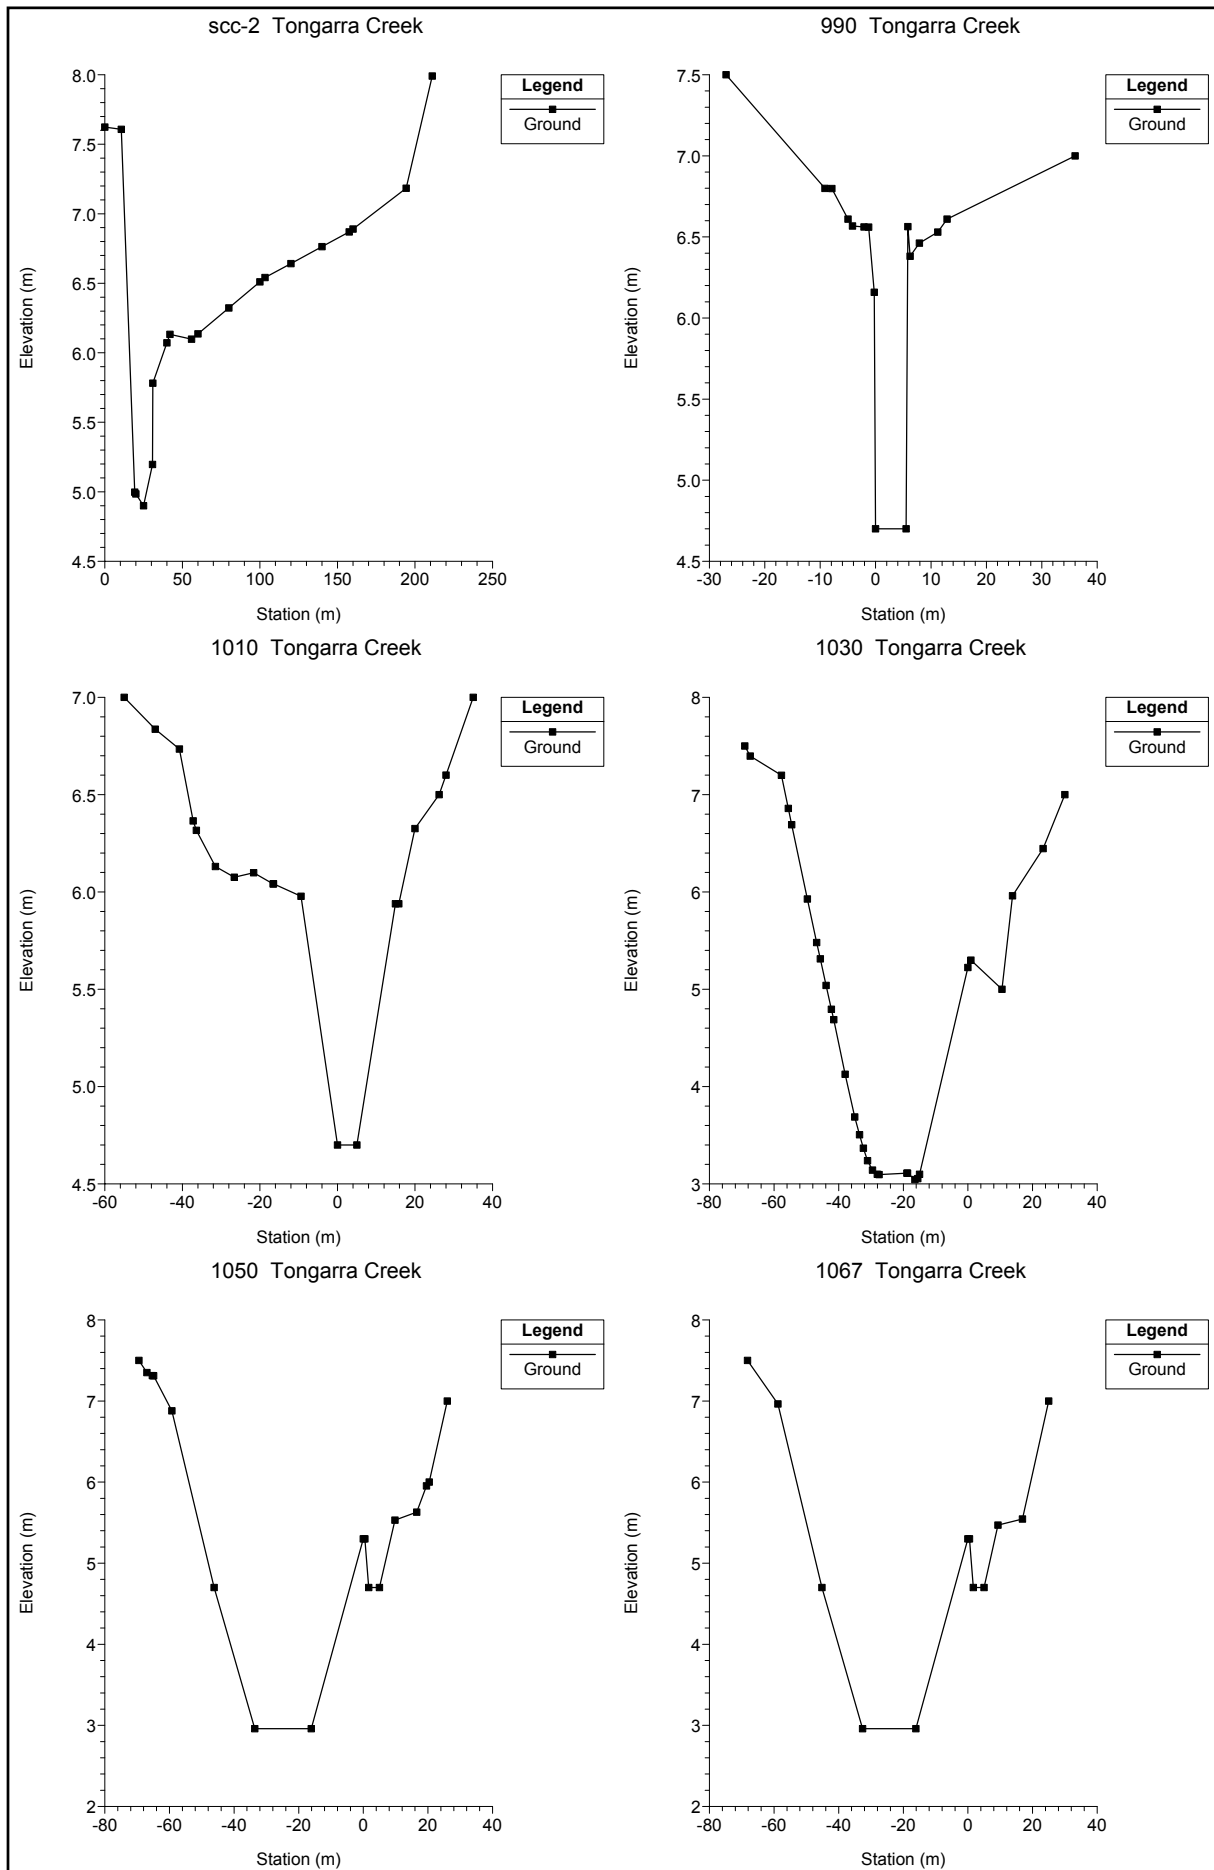 scc-2 Tongarra Creek
8.0
7.5
7.0
6.5
6.0
5.5
5.0
4.5
0 50 100 150 200 250
Elevation (m)
Station (m)
Legend
Ground
990 Tongarra Creek
7.5
7.0
6.5
6.0
5.5
5.0
4.5
-30 -20 -10 0 10 20 30 40
Elevation (m)
Station (m)
Legend
Ground
1010 Tongarra Creek
7.0
6.5
6.0
5.5
5.0
4.5
-60 -40 -20 0 20 40
Elevation (m)
Station (m)
Legend
Ground
1030 Tongarra Creek
8
7
6
5
4
3
-80 -60 -40 -20 0 20 40
Elevation (m)
Station (m)
Legend
Ground
1050 Tongarra Creek
8
7
6
5
4
3
2
-80 -60 -40 -20 0 20 40
Elevation (m)
Station (m)
Legend
Ground
1067 Tongarra Creek
8
7
6
5
4
3
2
-80 -60 -40 -20 0 20 40
Elevation (m)
Station (m)
Legend
Ground